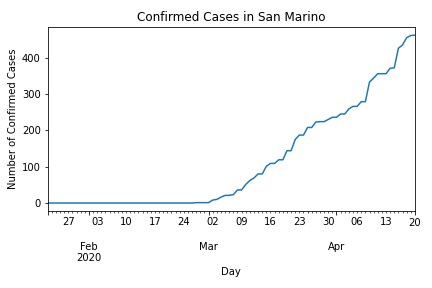 Confirmed Cases in San Marino
Number of Confirmed Cases
400
300
200
100
0
27 03 10 17 24 02 09 16 23 30 06 13 20
Feb Mar Apr
2020
Day